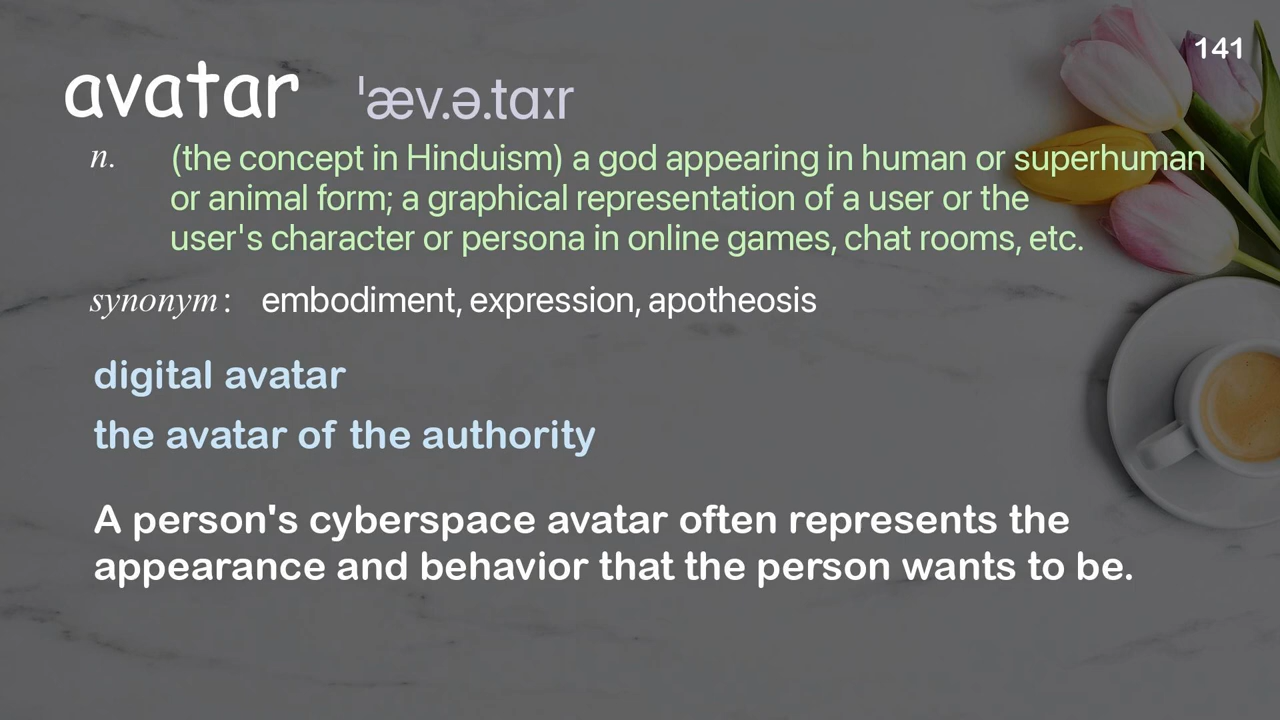 141
avatar ˈæv.ə.tɑːr
n. (the concept in Hinduism) a god appearing in human or superhuman
or animal form; a graphical representation of a user or the
user's character or persona in online games, chat rooms, etc.
synonym: embodiment, expression, apotheosis
digital avatar
the avatar of the authority
A person's cyberspace avatar often represents the
appearance and behavior that the person wants to be.